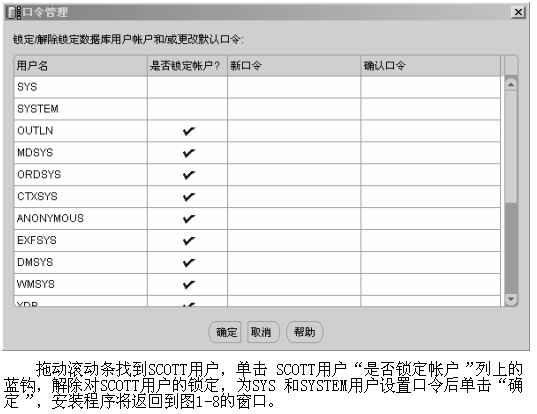 口令管理
锁定/解除锁定数据库用户帐户和/或更改默认口令:
用户名 是否锁定帐户? 新口令 确认口令
SYS
SYSTEM
OUTLN
MDSYS
ORDSYS
CTXSYS
ANONYMOUS
EXFSYS
DMSYS
WMSYS
XDB
确定 取消 帮助
拖动滚动条找到SCOTT用户，单击 SCOTT用户“是否锁定帐户 ”列上的
蓝钩，解除对SCOTT用户的锁定，为SYS 和SYSTEM用户设置口令后单击“确
定 ”，安装程序将返回到图1-8的窗口。